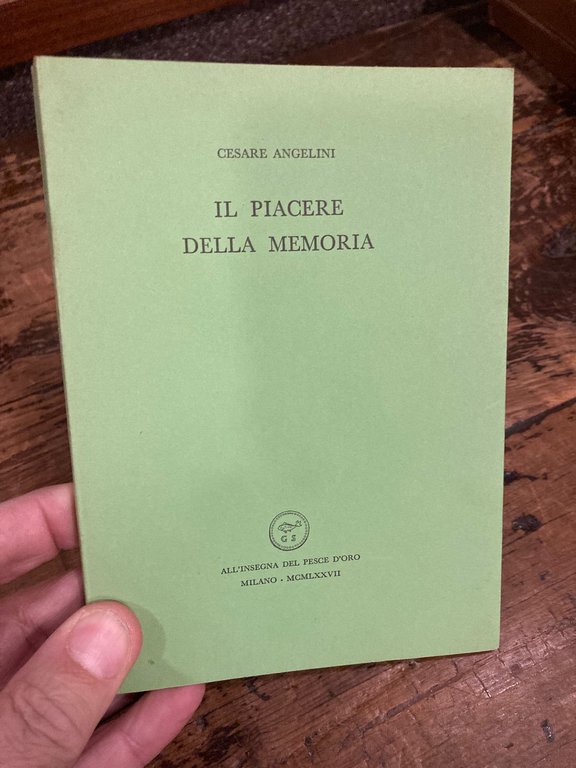 CESARE ANGELINI
IL PIACERE
DELLA MEMORIA
G S
ALL'INSEGNA DEL PESCE D'ORO
MILANO • MCMLXXVII